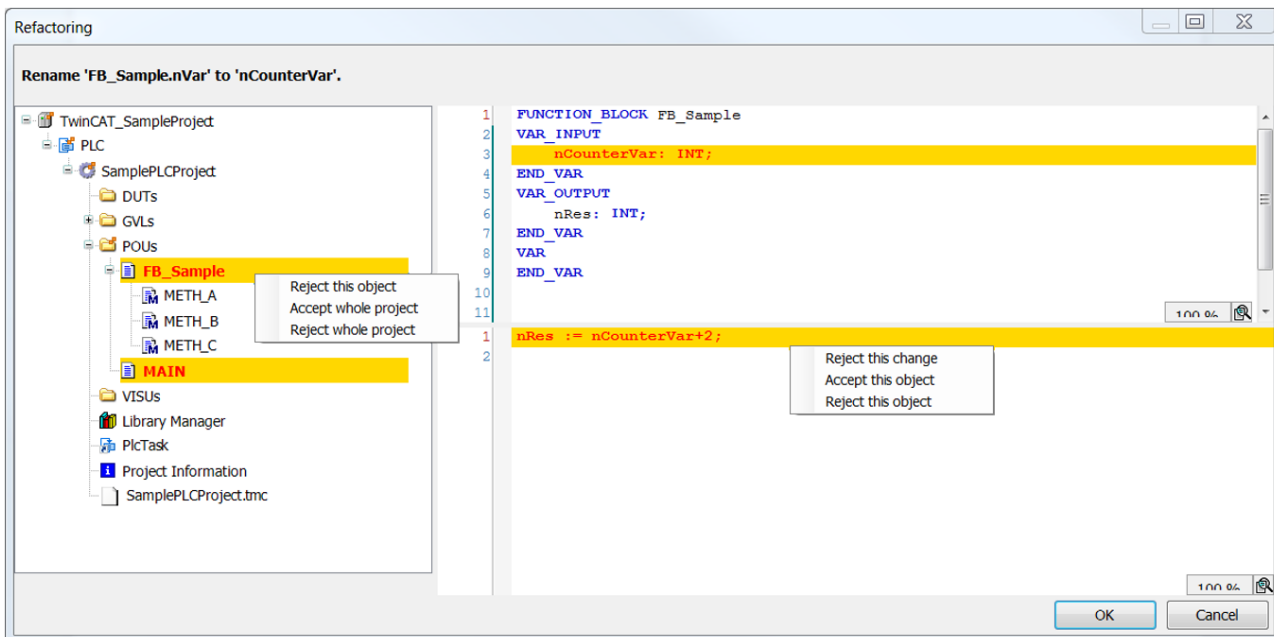 Refactoring
Rename 'FB_Sample.nVar' to 'nCounterVar'.
TwinCAT_SampleProject
PLC
SamplePLCProject
DUTs
GVLs
POUs
FB_Sample
METH_A
METH_B
METH_C
MAIN
VISUs
Library Manager
PlcTask
Project Information
SamplePLCProject.tmc
Reject this object
Accept whole project
Reject whole project
1 FUNCTION_BLOCK FB_Sample
2 VAR_INPUT
3 nCounterVar: INT;
4 END_VAR
5 VAR_OUTPUT
6 nRes: INT;
7 END_VAR
8 VAR
9 END_VAR
10
11
100 %
1 nRes := nCounterVar+2;
2
Reject this change
Accept this object
Reject this object
100 %
OK
Cancel